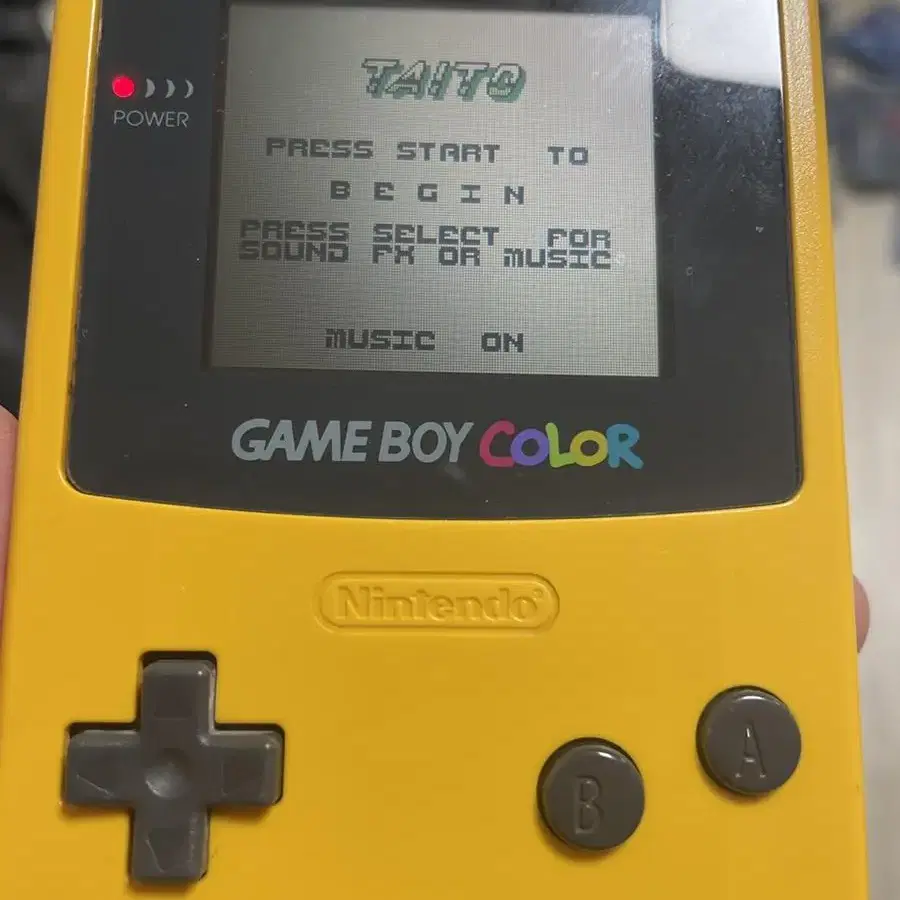 POWER
TAITO
PRESS START TO
BEGIN
PRESS SELECT FOR
SOUND FX OR MUSIC
MUSIC ON
GAME BOY COLOR
Nintendo®
A
B